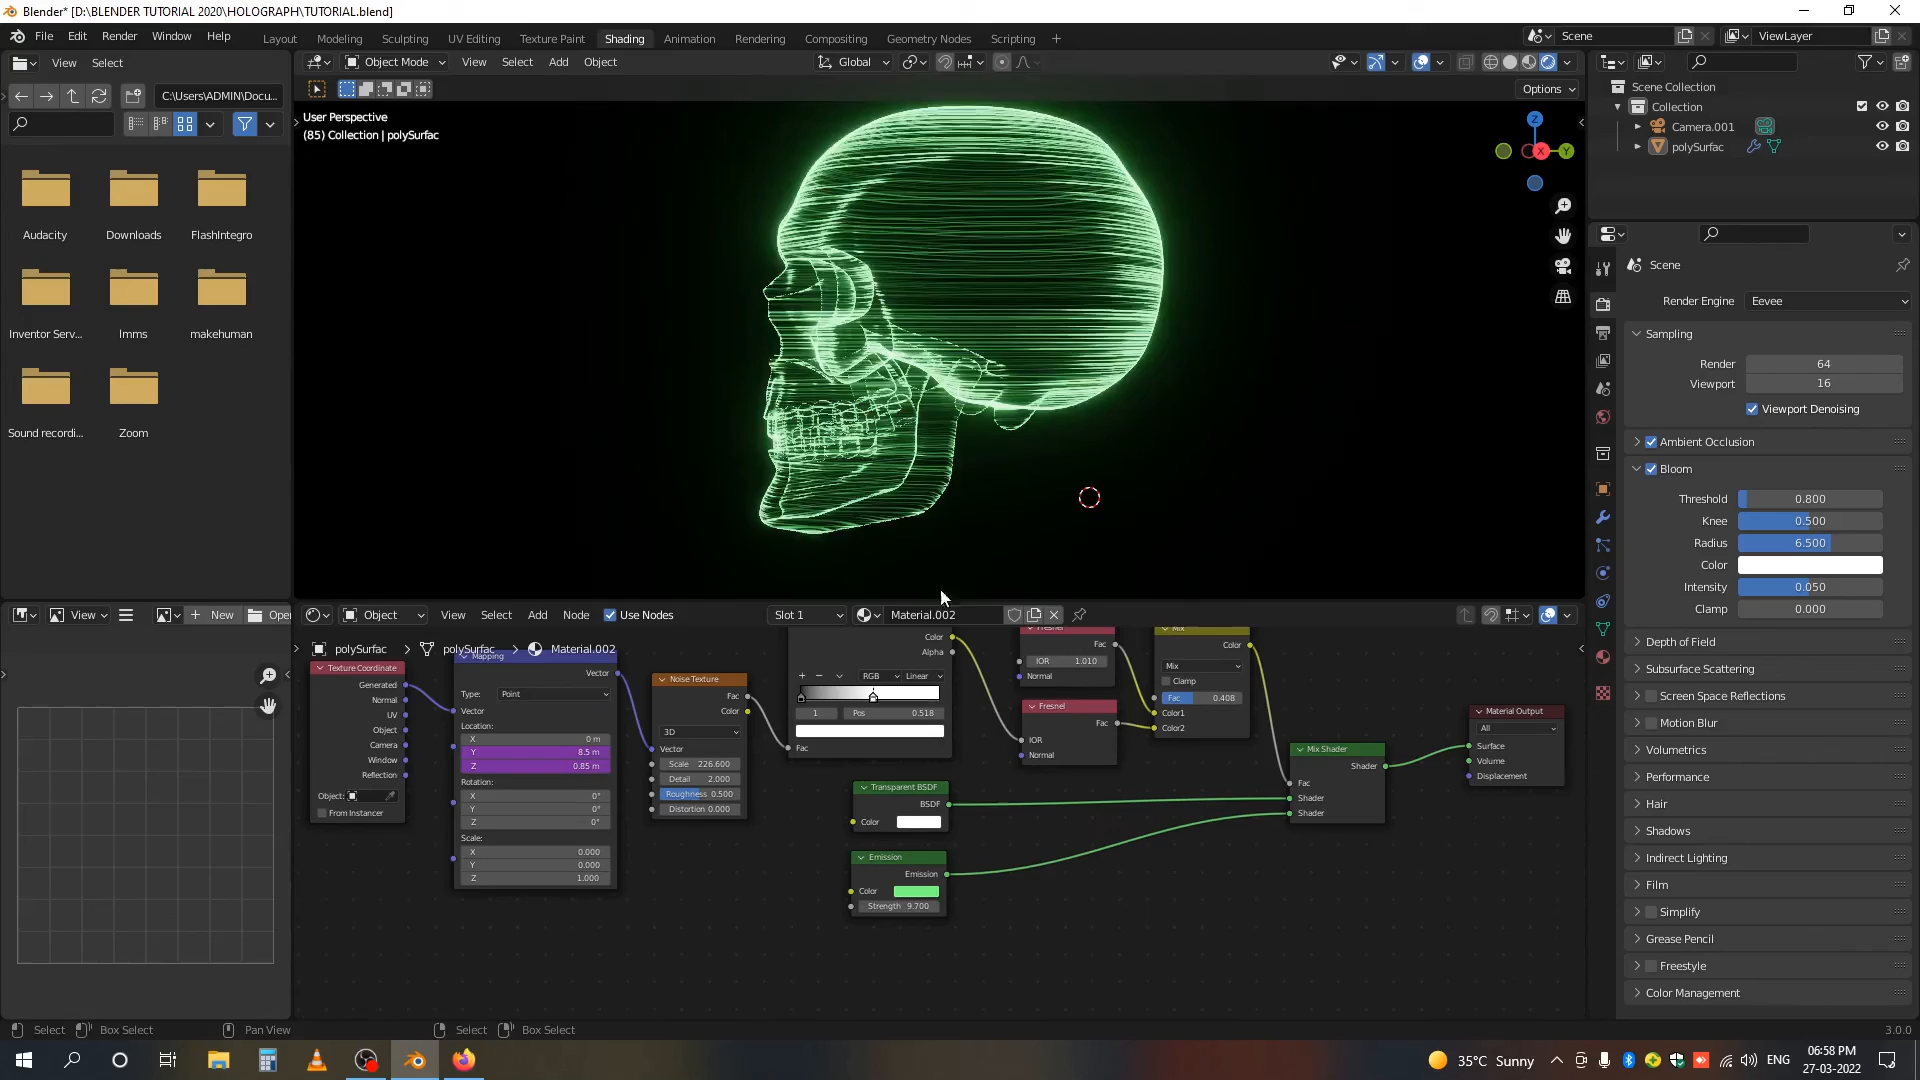 Blender* [D:\BLENDER TUTORIAL 2020\HOLOGRAPH\TUTORIAL.blend]
File Edit Render Window Help
Layout Modeling Sculpting UV Editing Texture Paint Shading Animation Rendering Compositing Geometry Nodes Scripting +
Scene
ViewLayer
View Select
C:\Users\ADMIN\Docu...
Audacity
Downloads
FlashIntegro
Inventor Serv...
lmms
makehuman
Sound recordi...
Zoom
Object Mode View Select Add Object
Global
Options
User Perspective
(85) Collection | polySurfac
Z
X
Y
Scene Collection
Collection
Camera.001
polySurfac
Scene
Render Engine Eevee
Sampling
Render 64
Viewport 16
Viewport Denoising
Ambient Occlusion
Bloom
Threshold 0.800
Knee 0.500
Radius 6.500
Color
Intensity 0.050
Clamp 0.000
Depth of Field
Subsurface Scattering
Screen Space Reflections
Motion Blur
Volumetrics
Performance
Hair
Shadows
Indirect Lighting
Film
Simplify
Grease Pencil
Freestyle
Color Management
View
New
Oper
Object View Select Add Node Use Nodes
Slot 1
Material.002
polySurfac > polySurfac > Material.002
Texture Coordinate
Generated
Normal
UV
Object
Camera
Window
Reflection
Object:
From Instancer
Mapping
Vector
Type: Point
Vector
Location:
X 0 m
Y 8.5 m
Z 0.85 m
Rotation:
X 0°
Y 0°
Z 0°
Scale:
X 0.000
Y 0.000
Z 1.000
Noise Texture
Fac
Color
3D
Vector
Scale 226.600
Detail 2.000
Roughness 0.500
Distortion 0.000
Color
Alpha
RGB Linear
1 Pos 0.518
Fac
Transparent BSDF
BSDF
Color
Emission
Emission
Color
Strength 9.700
Fresnel
Fac
IOR 1.010
Normal
Fresnel
Fac
IOR
Normal
Mix
Color
Mix
Clamp
Fac 0.408
Color1
Color2
Mix Shader
Shader
Fac
Shader
Shader
Material Output
All
Surface
Volume
Displacement
Select Box Select Pan View Select Box Select
3.0.0
35°C Sunny
ENG
06:58 PM
27-03-2022